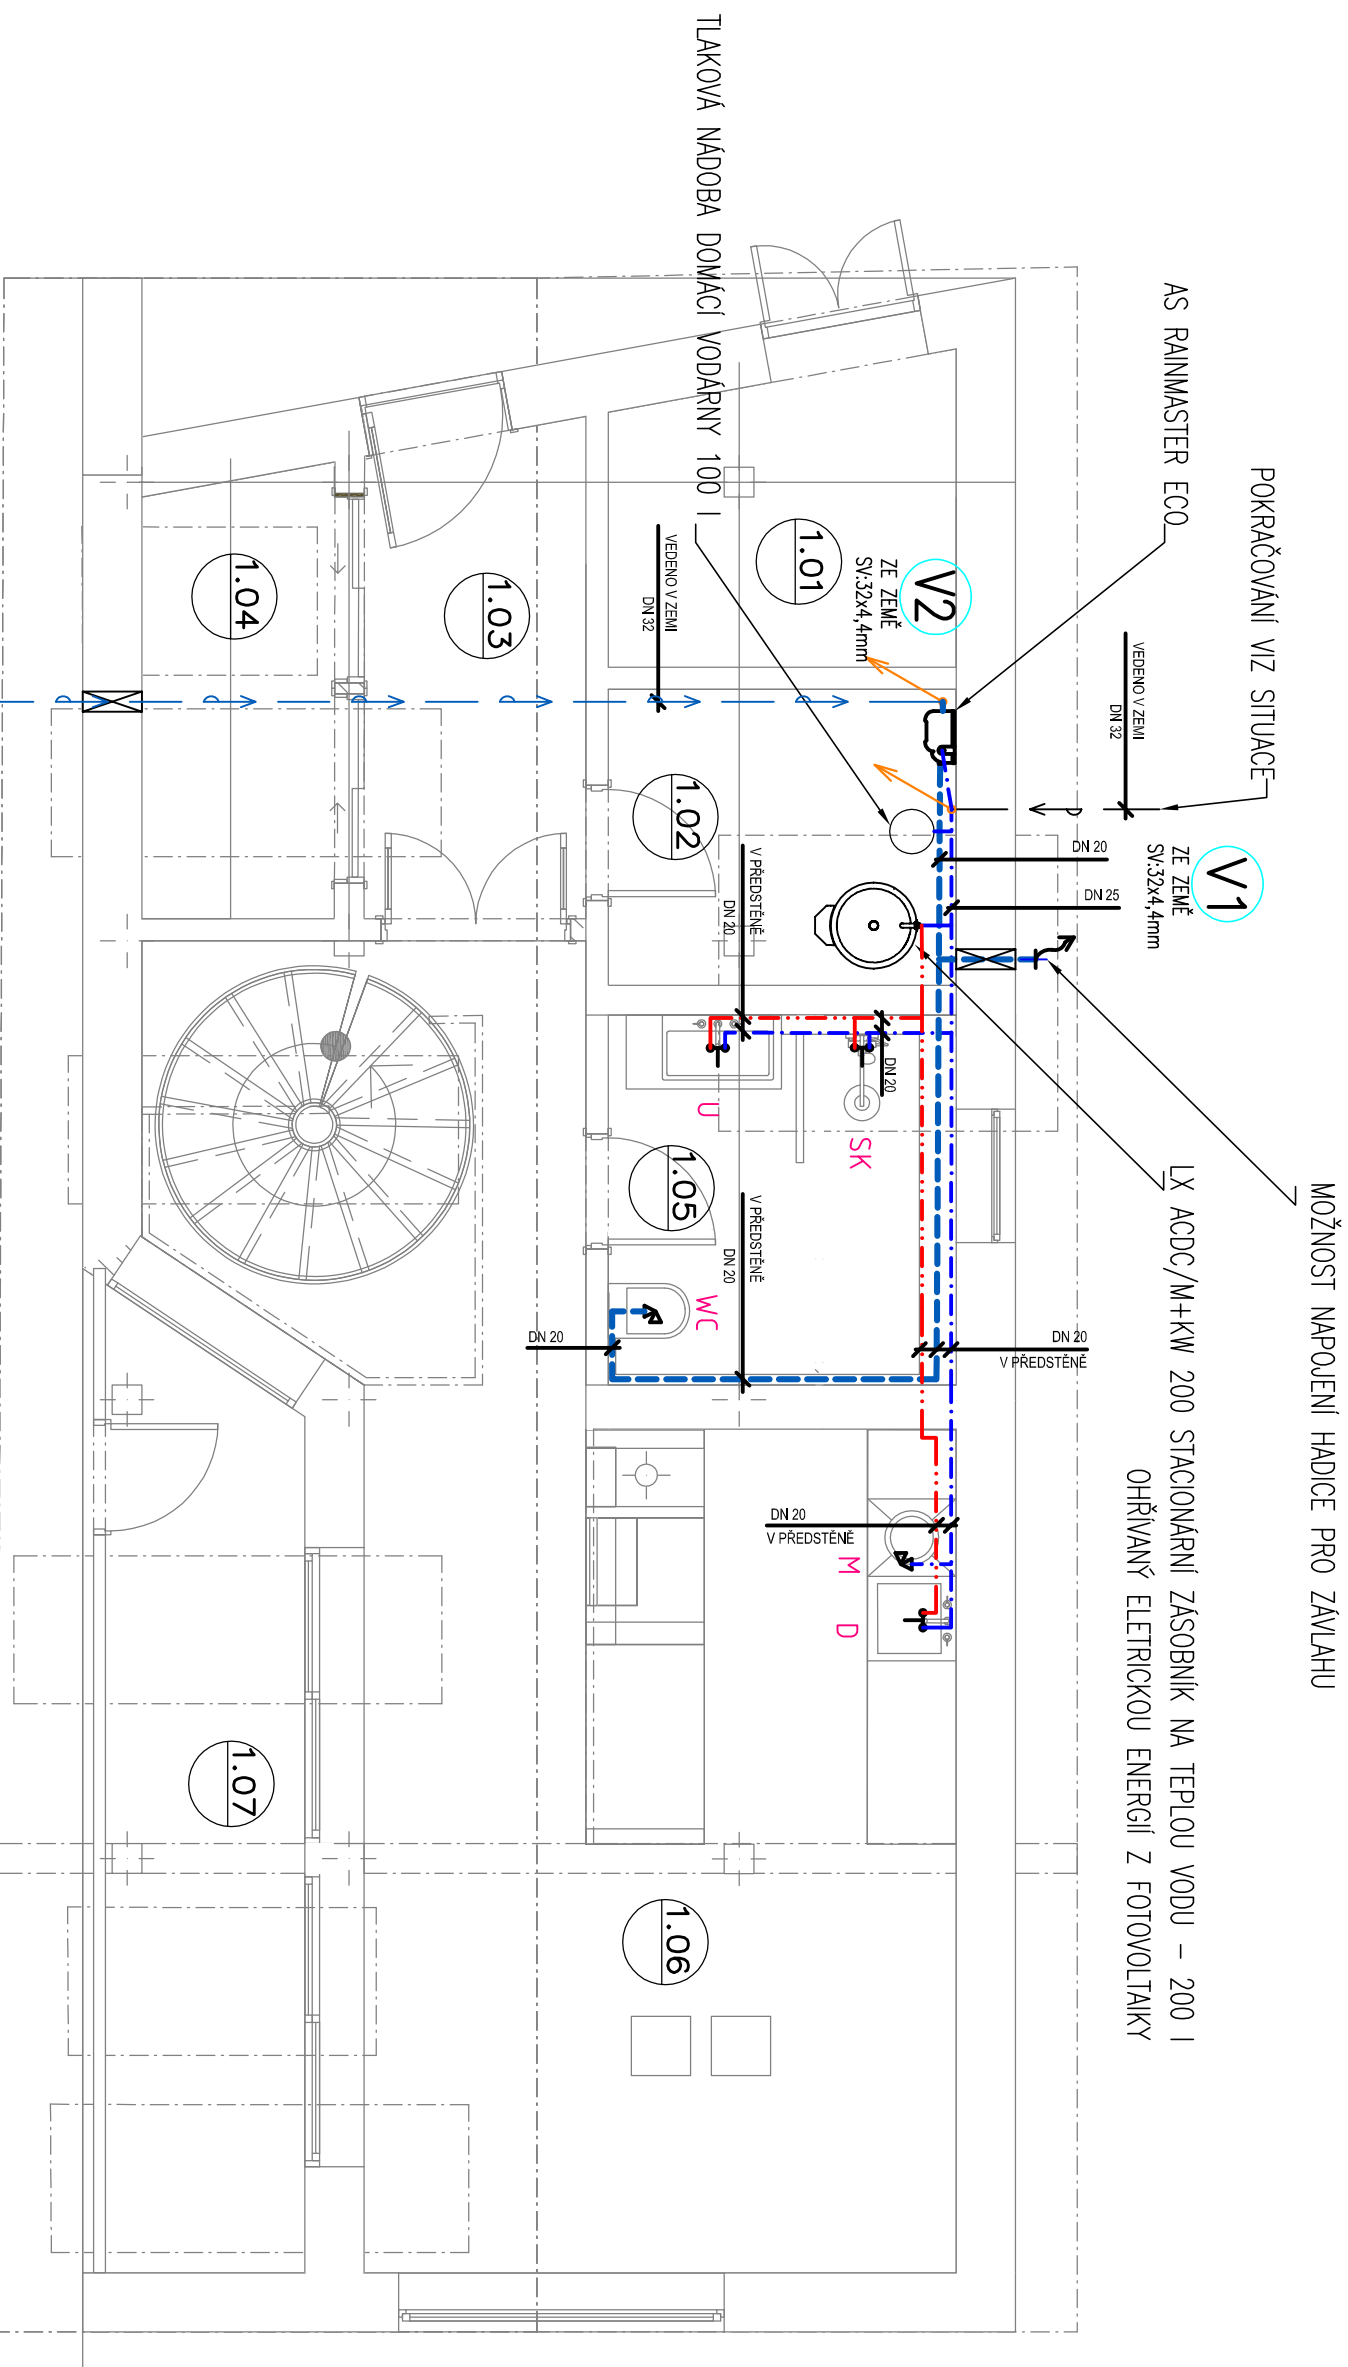 MOŽNOST NAPOJENÍ HADICE PRO ZÁVLAHU
POKRAČOVÁNÍ VIZ SITUACE
AS RAINMASTER ECO
LX ACDC/M+KW 200 STACIONÁRNÍ ZÁSOBNÍK NA TEPLOU VODU - 200 l
OHŘÍVANÝ ELETRICKOU ENERGIÍ Z FOTOVOLTAIKY
TLAKOVÁ NÁDOBA DOMÁCÍ VODÁRNY 100 l
VEDENO V ZEMI
DN 32
V1
ZE ZEMĚ
SV:32x4,4mm
V2
ZE ZEMĚ
SV:32x4,4mm
VEDENO V ZEMI
DN 32
DN 20
DN 25
DN 20
V PŘEDSTĚNĚ
V PŘEDSTĚNĚ
DN 20
DN 20
V PŘEDSTĚNĚ
DN 20
DN 20
DN 20
V PŘEDSTĚNĚ
SK
U
WC
M
D
1.01
1.02
1.03
1.04
1.05
1.06
1.07